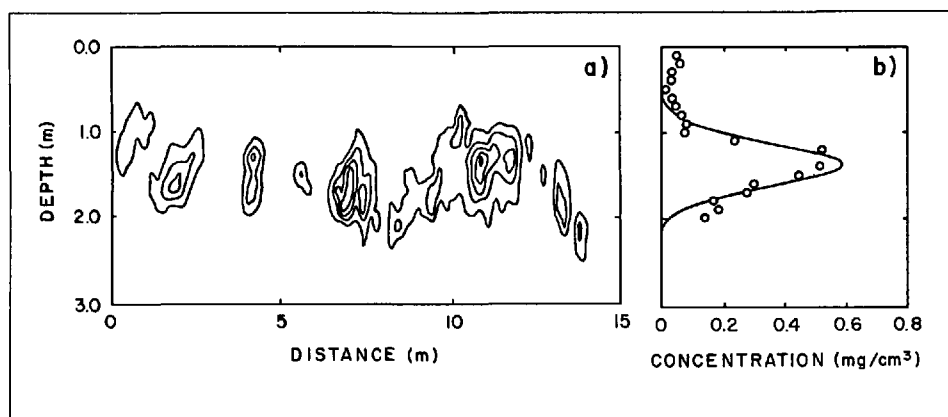 a)
b)
0.0
1.0
2.0
3.0
DEPTH (m)
0 5 10 15
DISTANCE (m)
0 0.2 0.4 0.6 0.8
CONCENTRATION (mg/cm³)